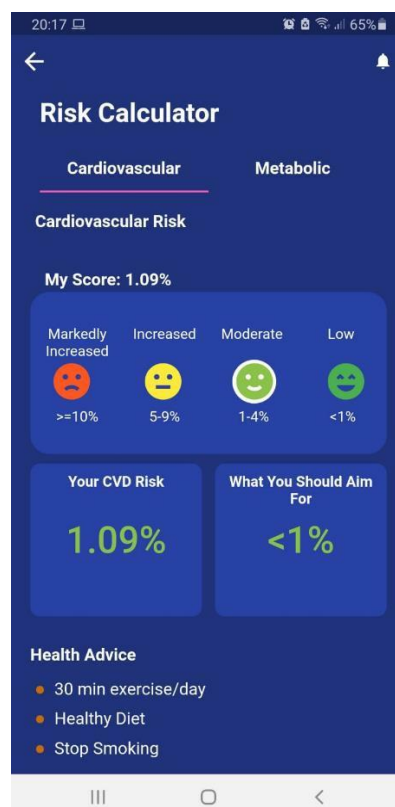 20:17 65%
Risk Calculator
Cardiovascular Metabolic
Cardiovascular Risk
My Score: 1.09%
Markedly Increased Increased Moderate Low
>=10% 5-9% 1-4% <1%
Your CVD Risk
1.09%
What You Should Aim
For
<1%
Health Advice
30 min exercise/day
Healthy Diet
Stop Smoking